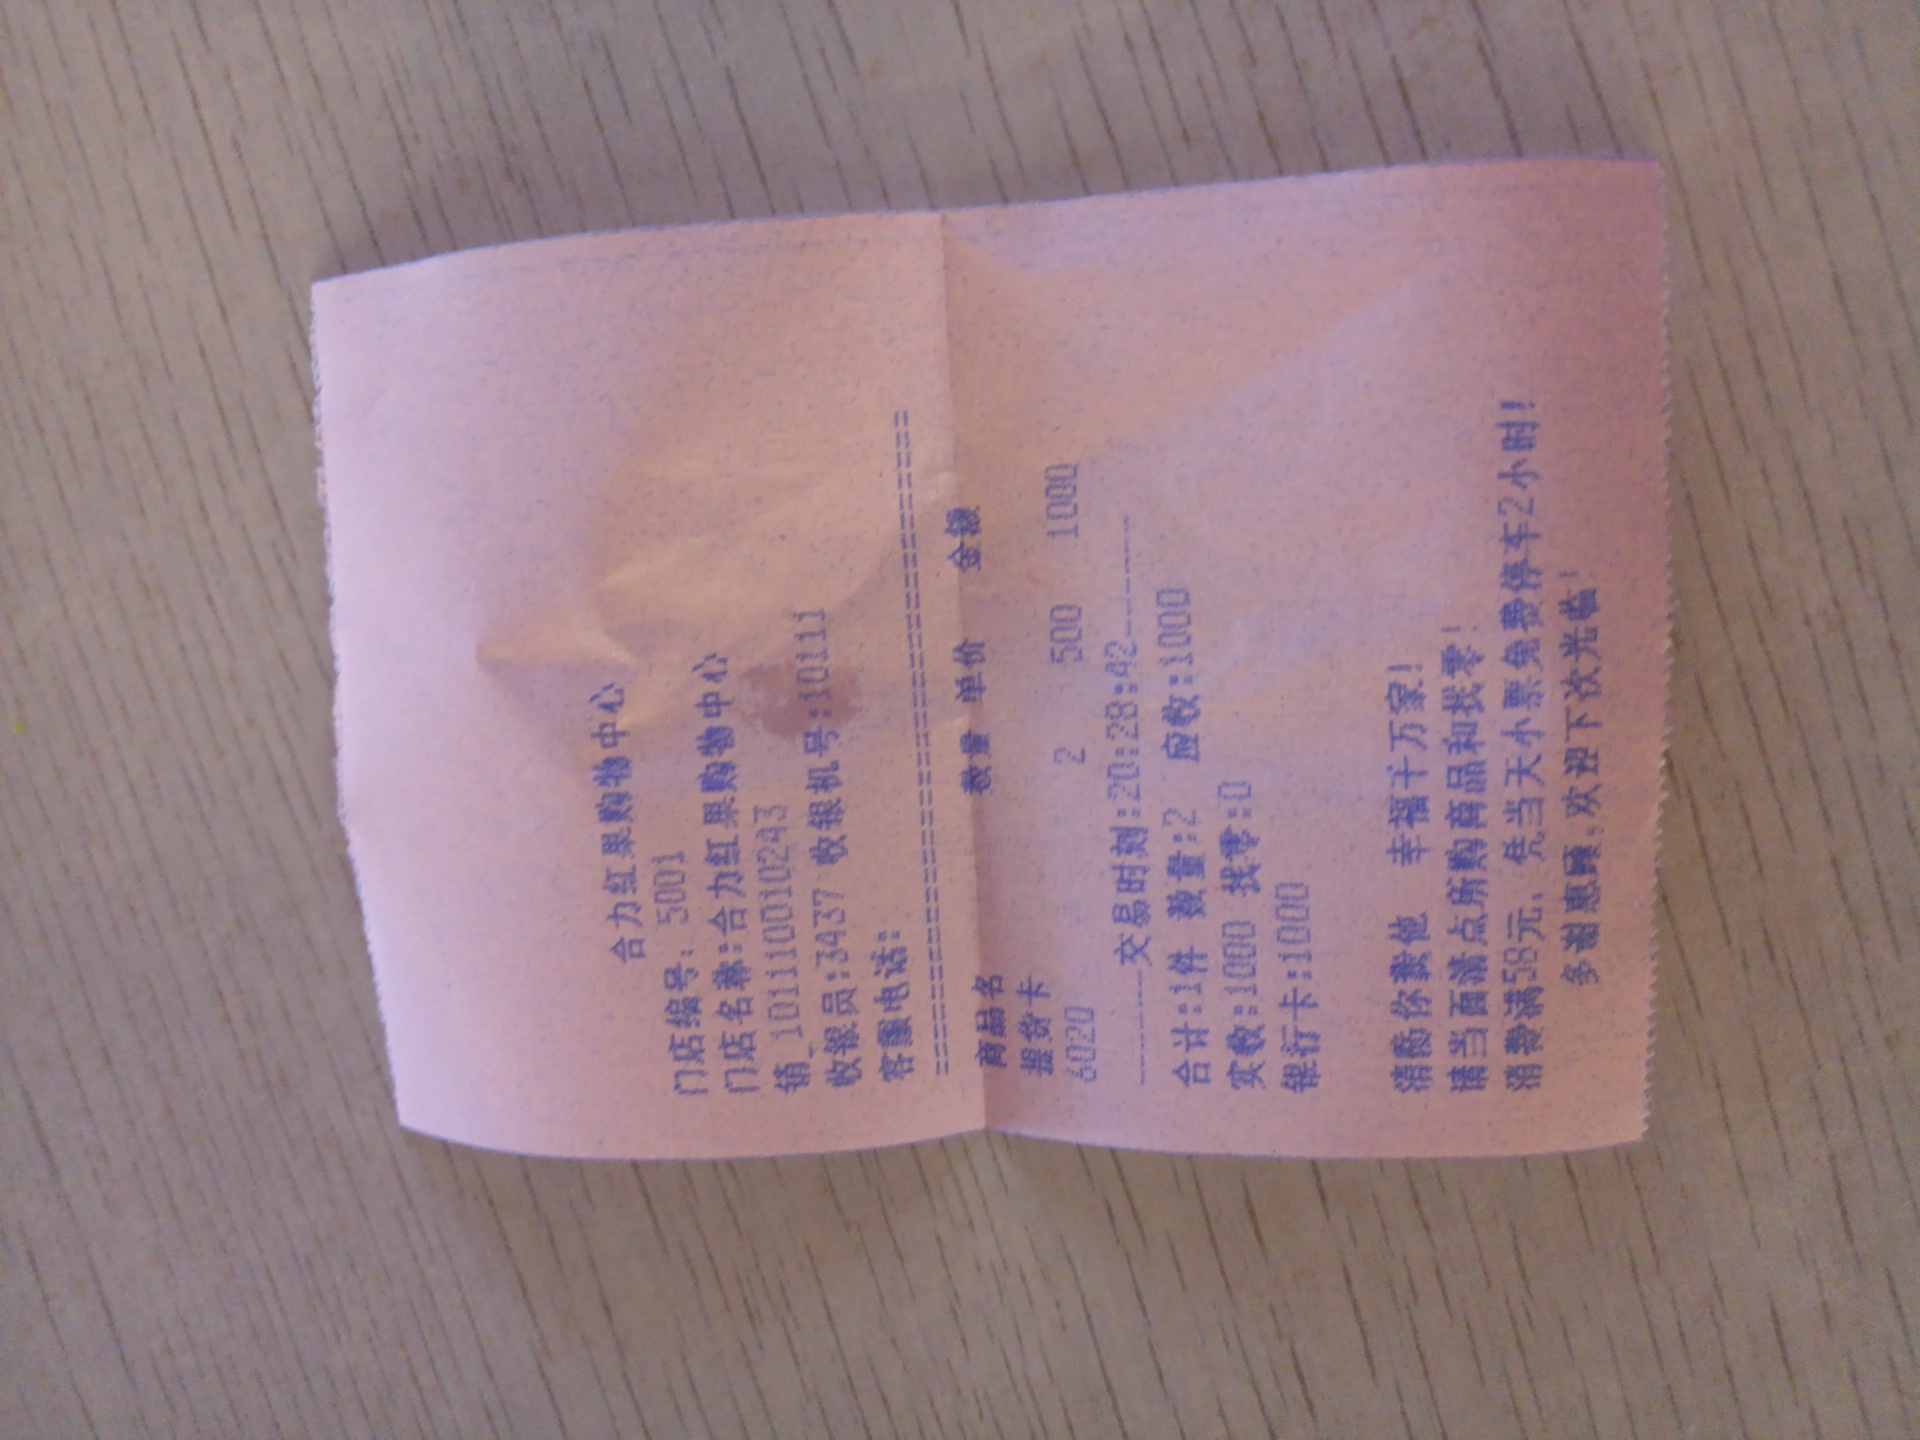 合力红果购物中心
门店编号: 5001
门店名称:合力红果购物中心
销_101110010243
收银员:3437 收银机号:10111
客服电话:
==================================
商品名 数量 单价 金额
提货卡
6020 2 500 1000
--------交易时刻:20:28:42--------
合计:1件 数量:2 应收:1000
实收:1000 找零:0
银行卡:1000
消酷你我他 幸福千万家!
请当面清点所购商品和找零!
消费满58元,凭当天小票免费停车2小时!
多谢惠顾,欢迎下次光临!